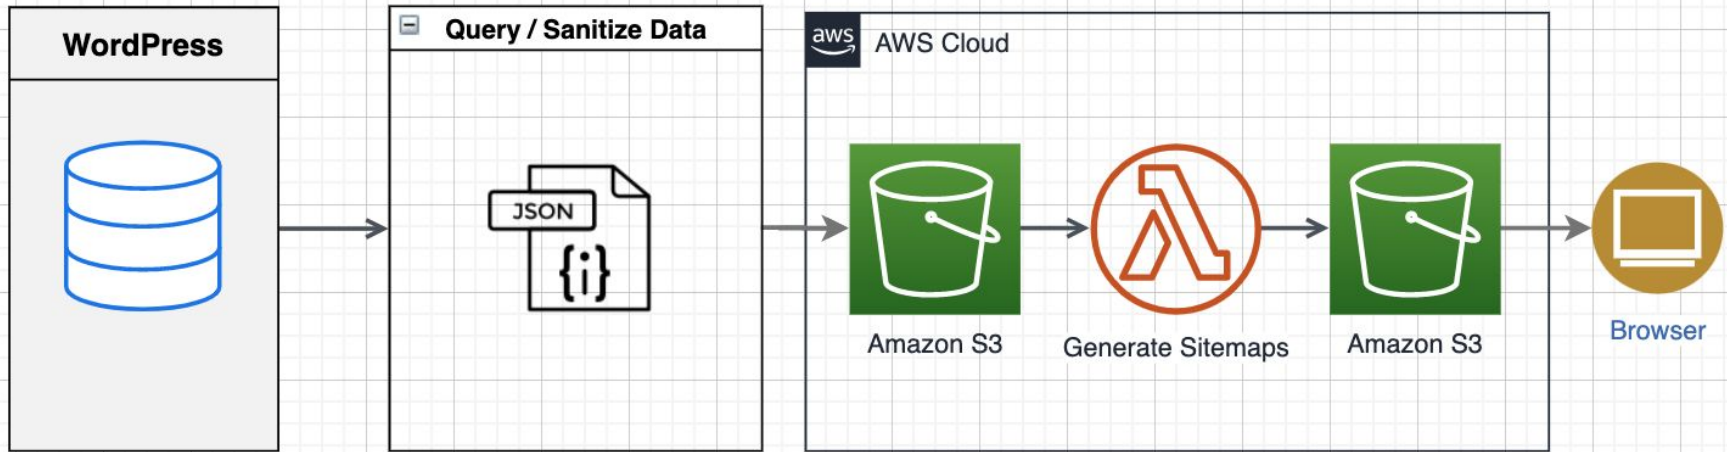 WordPress
Query / Sanitize Data
aws
AWS Cloud
JSON
{i}
Amazon S3
Generate Sitemaps
Amazon S3
Browser